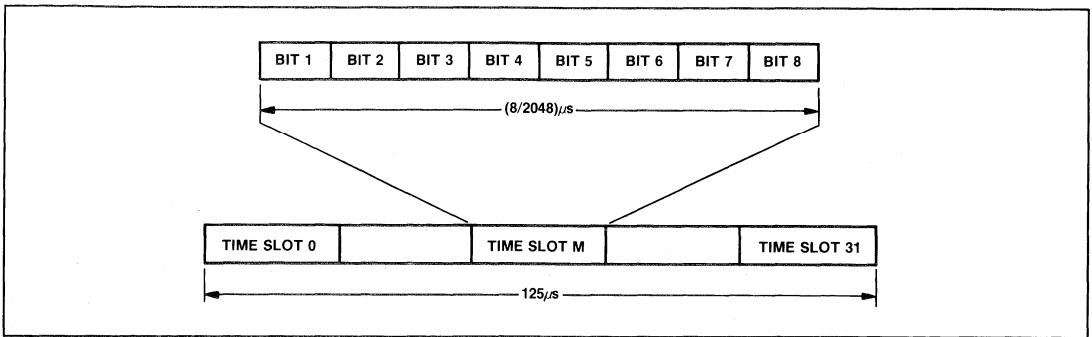 BIT 1 BIT 2 BIT 3 BIT 4 BIT 5 BIT 6 BIT 7 BIT 8
(8/2048)μs
TIME SLOT 0 TIME SLOT M TIME SLOT 31
125μs